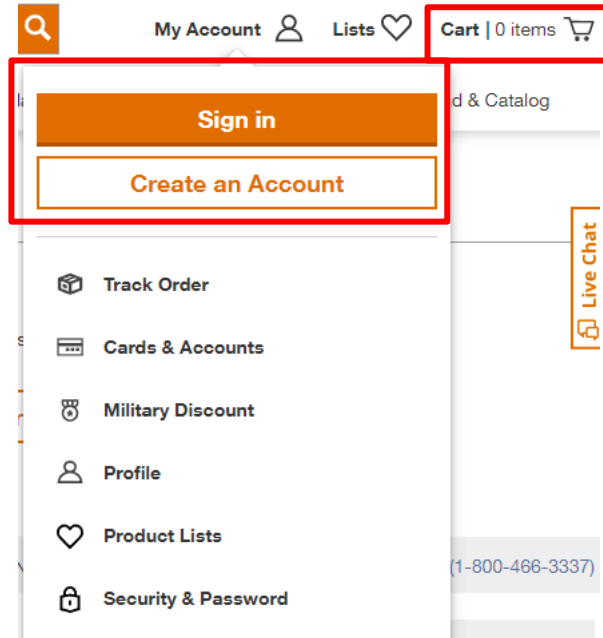 My Account Lists Cart | 0 items
d & Catalog
Sign in
Create an Account
Live Chat
Track Order
Cards & Accounts
Military Discount
Profile
Product Lists
(1-800-466-3337)
Security & Password